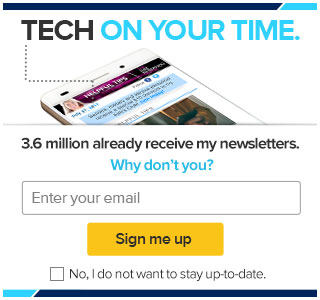 TECH ON YOUR TIME.
HELPFUL TIPS
3.6 million already receive my newsletters.
Why don't you?
Enter your email
Sign me up
No, I do not want to stay up-to-date.